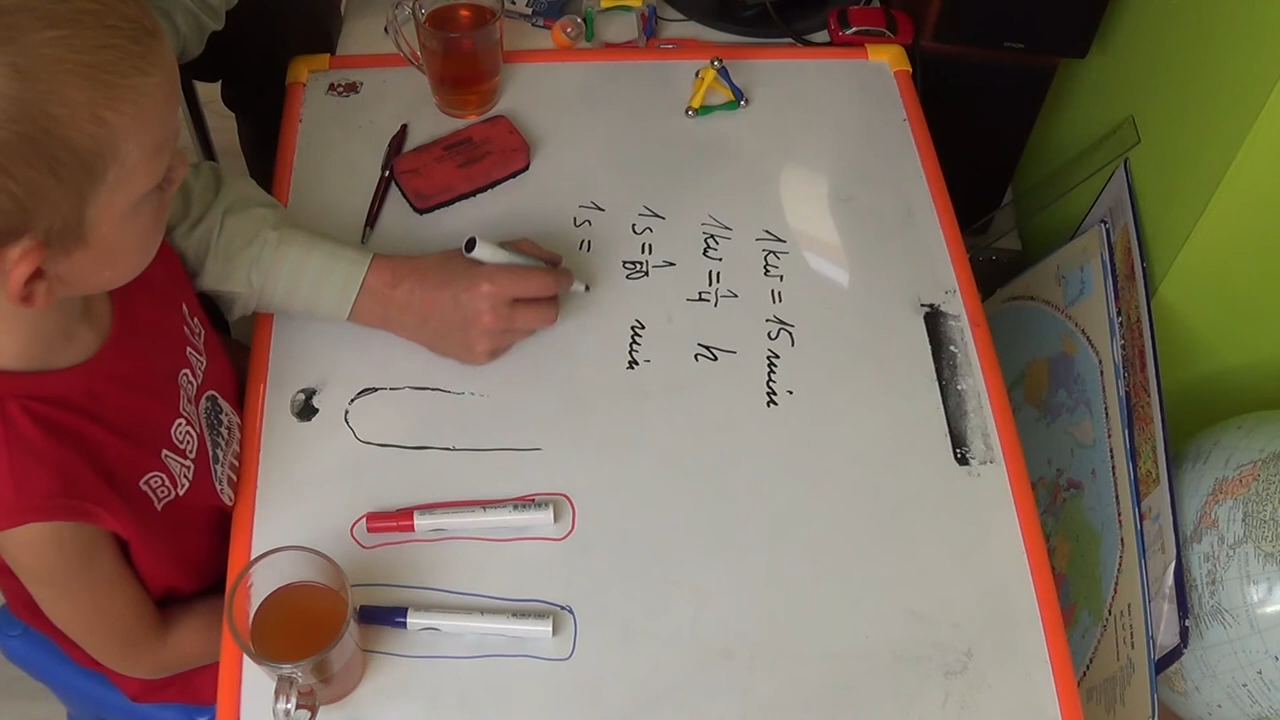 1kw = 15 min
1kw = 1/4 h
1s = 1/60 min
1s =
BASEBALL